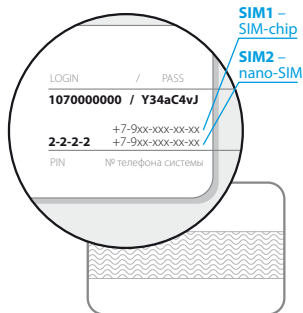 SIM1 –
SIM-chip
SIM2 –
nano-SIM
LOGIN / PASS
1070000000 / Y34aC4vJ
+7-9xx-xxx-xx-xx
2-2-2-2 +7-9xx-xxx-xx-xx
PIN № телефона системы